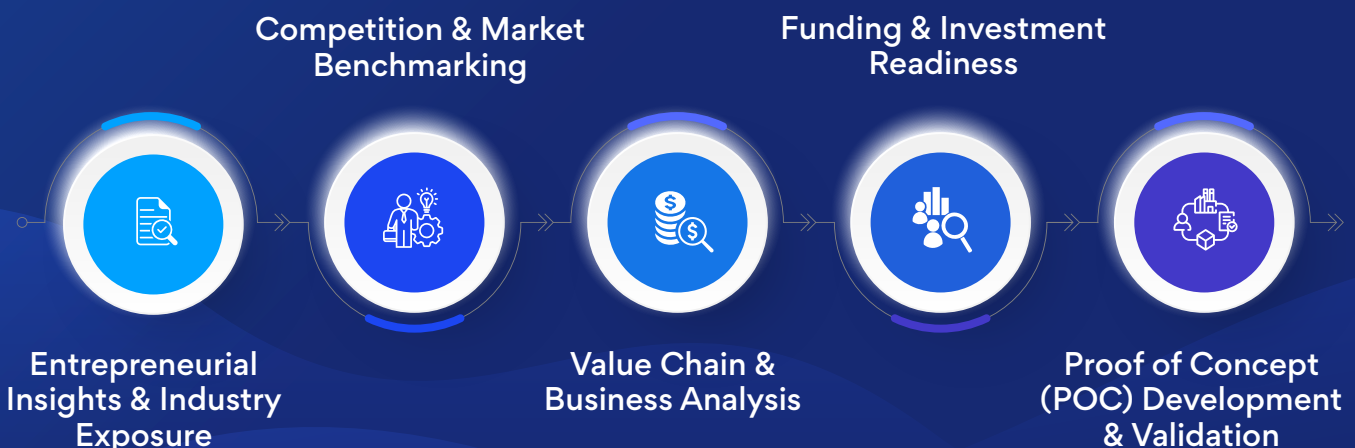 Competition & Market
Benchmarking
Funding & Investment
Readiness
$
$
Entrepreneurial
Insights & Industry
Exposure
Value Chain &
Business Analysis
Proof of Concept
(POC) Development
& Validation